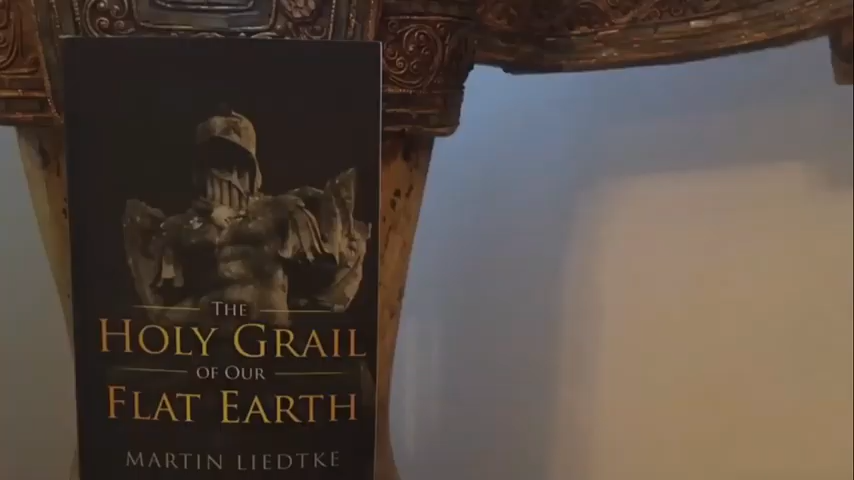 THE
HOLY GRAIL
OF OUR
FLAT EARTH
MARTIN LIEDTKE